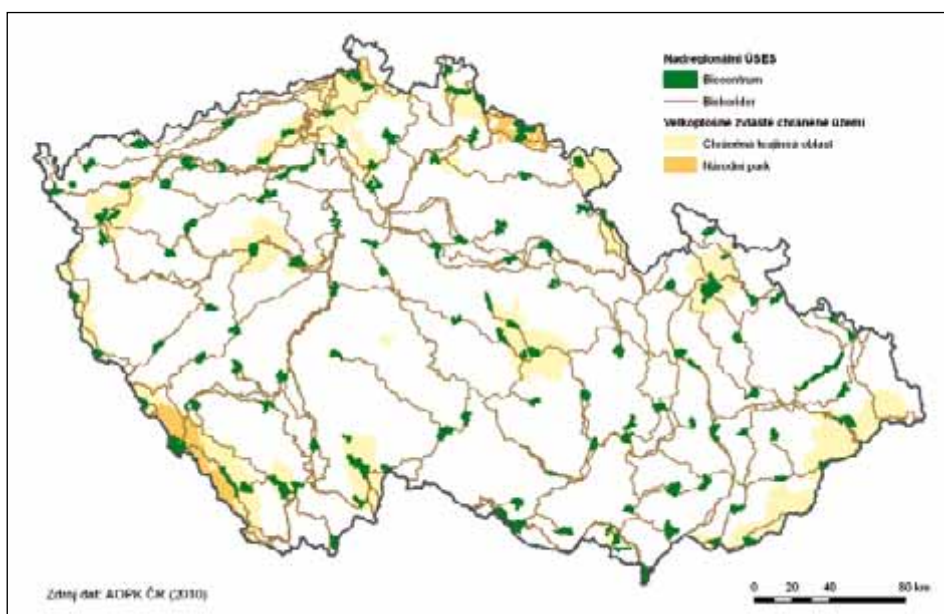 Nadregionální ÚSES
Biocentrum
Biokoridor
Velkoplošné zvláště chráněné území
Chráněná krajinná oblast
Národní park
Zdroj dat: AOPK ČR (2010)
0 20 40 80 km